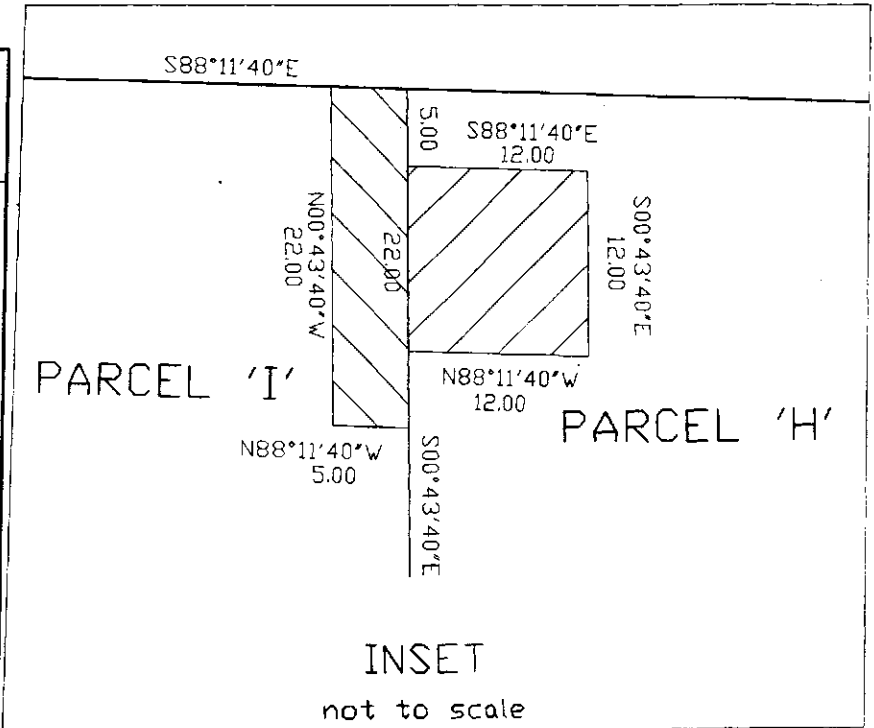 S88°11'40"E
5.00
S88°11'40"E
12.00
N00°43'40"W
22.00
22.00
S00°43'40"E
12.00
PARCEL 'I'
N88°11'40"W
12.00
PARCEL 'H'
N88°11'40"W
5.00
S00°43'40"E
INSET
not to scale